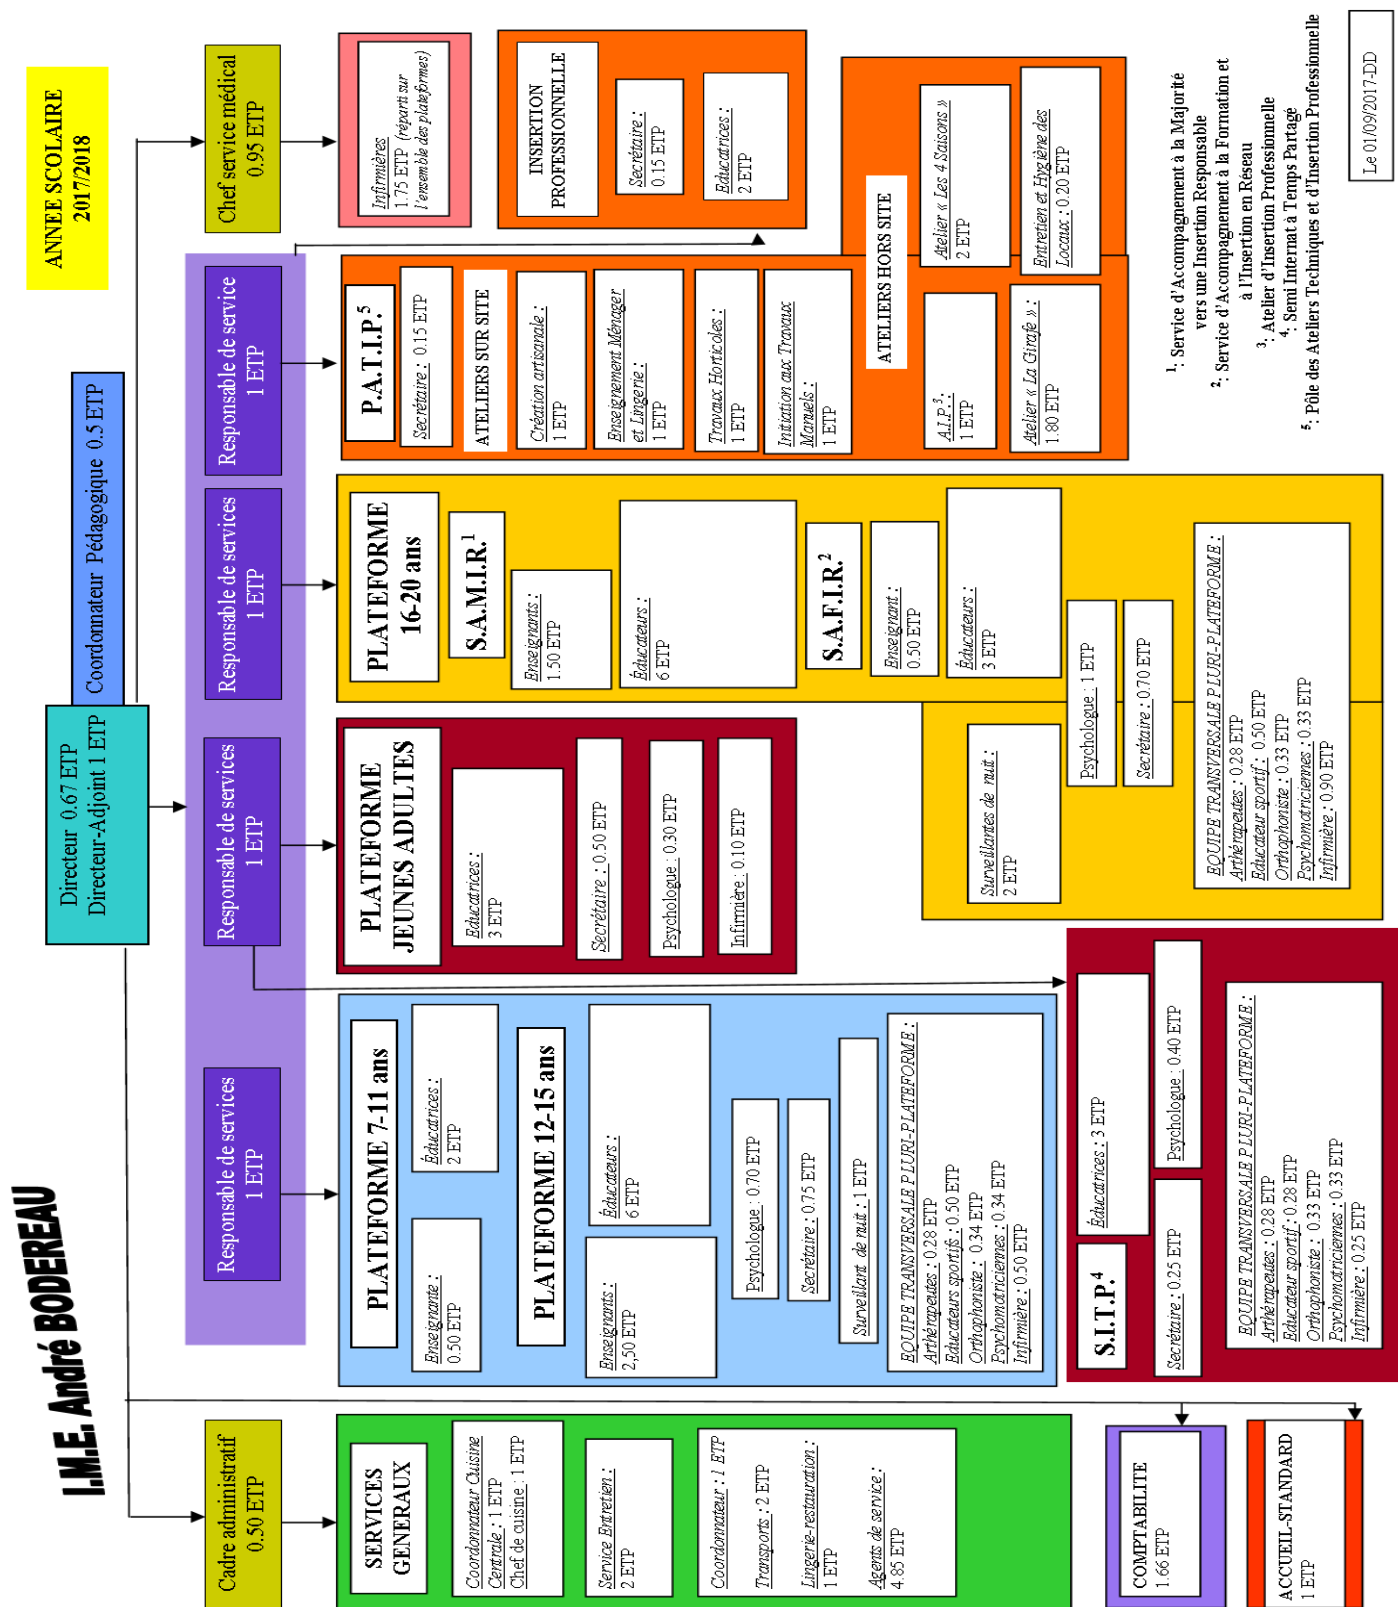 I.M.E. André BODEREAU
ANNEE SCOLAIRE
2017/2018
Directeur 0.67 ETP
Directeur-Adjoint 1 ETP
Coordonnateur Pédagogique 0.5 ETP
Cadre administratif
0.50 ETP
Responsable de services
1 ETP
Responsable de services
1 ETP
Responsable de services
1 ETP
Responsable de service
1 ETP
Chef service médical
0.95 ETP
SERVICES
GENERAUX
Coordonnateur Cuisine
Centrale : 1 ETP
Chef de cuisine : 1 ETP
Service Entretien :
2 ETP
Coordonnateur : 1 ETP
Transports : 2 ETP
Lingerie-restauration :
1 ETP
Agents de service :
4.85 ETP
COMPTABILITE
1.66 ETP
ACCUEIL-STANDARD
1 ETP
PLATEFORME 7-11 ans
Enseignante :
0.50 ETP
Éducatrices :
2 ETP
PLATEFORME 12-15 ans
Enseignants :
2,50 ETP
Éducateurs :
6 ETP
Psychologue : 0.70 ETP
Secrétaire : 0.75 ETP
Surveillant de nuit : 1 ETP
EQUIPE TRANSVERSALE PLURI-PLATEFORME :
Arthérapeutes : 0.28 ETP
Educateurs sportifs : 0.50 ETP
Orthophoniste : 0.34 ETP
Psychomotriciennes : 0.34 ETP
Infirmière : 0.50 ETP
S.I.T.P.4
Éducatrices : 3 ETP
Secrétaire : 0.25 ETP
Psychologue : 0.40 ETP
EQUIPE TRANSVERSALE PLURI-PLATEFORME :
Arthérapeutes : 0.28 ETP
Educateur sportif : 0.28 ETP
Orthophoniste : 0.33 ETP
Psychomotriciennes : 0.33 ETP
Infirmière : 0.25 ETP
PLATEFORME
JEUNES ADULTES
Educatrices :
3 ETP
Secrétaire : 0.50 ETP
Psychologue : 0.30 ETP
Infirmière : 0.10 ETP
PLATEFORME
16-20 ans
S.A.M.I.R.1
Enseignants :
1.50 ETP
Éducateurs :
6 ETP
S.A.F.I.R.2
Enseignant :
0.50 ETP
Éducateurs :
3 ETP
Surveillantes de nuit :
2 ETP
Psychologue : 1 ETP
Secrétaire : 0.70 ETP
EQUIPE TRANSVERSALE PLURI-PLATEFORME :
Arthérapeutes : 0.28 ETP
Educateur sportif : 0.50 ETP
Orthophoniste : 0.33 ETP
Psychomotriciennes : 0.33 ETP
Infirmière : 0.90 ETP
P.A.T.I.P.5
Secrétaire : 0.15 ETP
ATELIERS SUR SITE
Création artisanale :
1 ETP
Enseignement Ménager
et Lingerie :
1 ETP
Travaux Horticoles :
1 ETP
Initiation aux Travaux
Manuels :
1 ETP
ATELIERS HORS SITE
A.I.P.3 :
1 ETP
Atelier « Les 4 Saisons »
2 ETP
Atelier « La Girafe » :
1.80 ETP
Entretien et Hygiène des
Locaux : 0.20 ETP
Infirmières
1.75 ETP (réparti sur
l'ensemble des plateformes)
INSERTION
PROFESSIONNELLE
Secrétaire :
0.15 ETP
Educatrices :
2 ETP
1: Service d'Accompagnement à la Majorité
vers une Insertion Responsable
2: Service d'Accompagnement à la Formation et
à l'Insertion en Réseau
3: Atelier d'Insertion Professionnelle
4: Semi Internat à Temps Partagé
5: Pôle des Ateliers Techniques et d'Insertion Professionnelle
Le 01/09/2017-DD